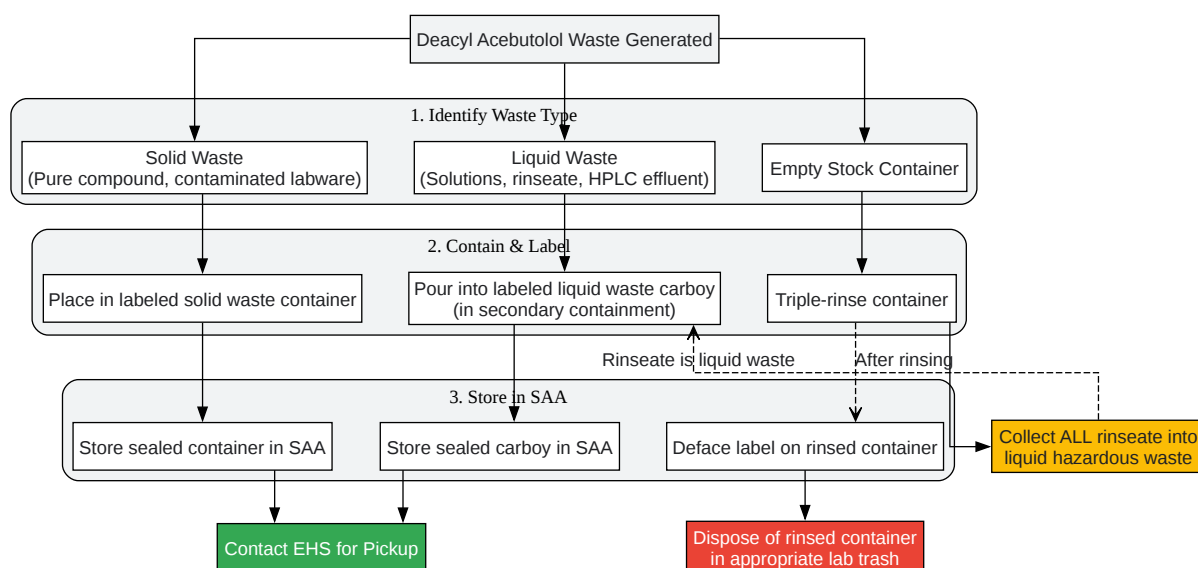 Deacyl Acebutolol Waste Generated
1. Identify Waste Type
Solid Waste
(Pure compound, contaminated labware)
Liquid Waste
(Solutions, rinseate, HPLC effluent)
Empty Stock Container
2. Contain & Label
Place in labeled solid waste container
Pour into labeled liquid waste carboy
(in secondary containment)
Triple-rinse container
Rinseate is liquid waste
After rinsing
3. Store in SAA
Store sealed container in SAA
Store sealed carboy in SAA
Deface label on rinsed container
Collect ALL rinseate into
liquid hazardous waste
Contact EHS for Pickup
Dispose of rinsed container
in appropriate lab trash